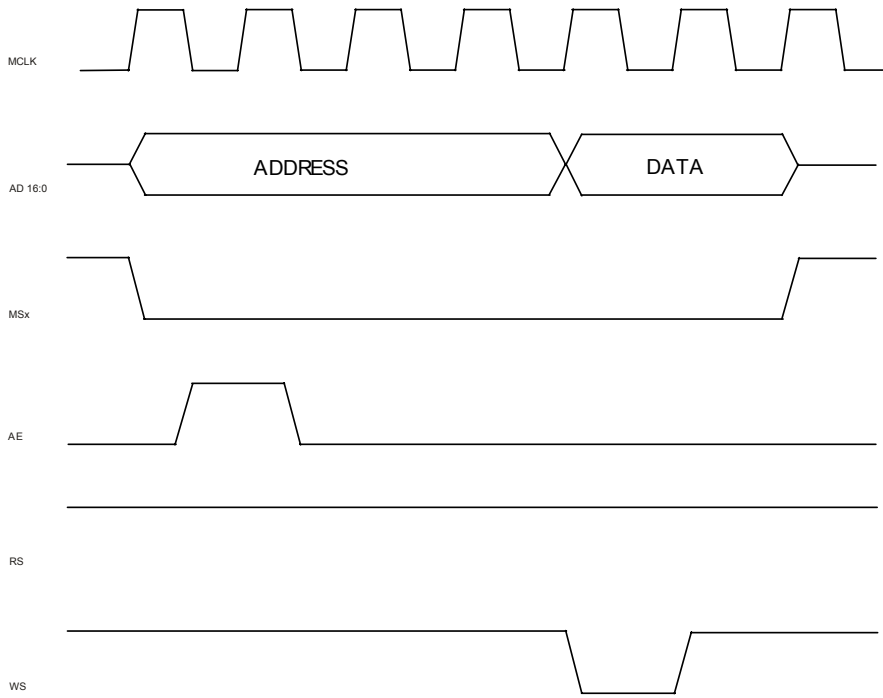 MCLK
AD 16:0
ADDRESS
DATA
MSx
AE
RS
WS